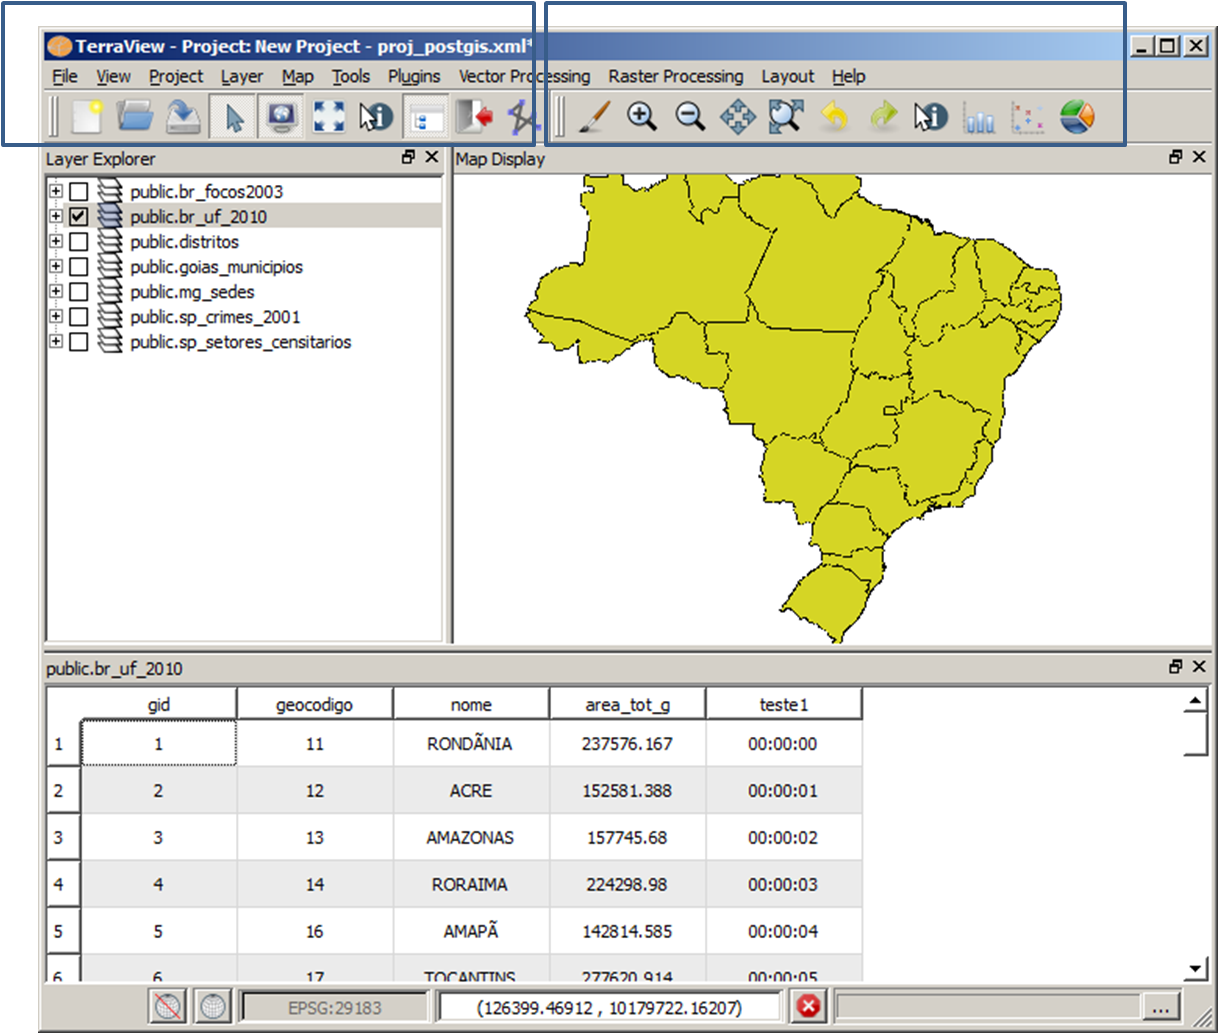 TerraView - Project: New Project - proj_postgis.xml*
File View Project Layer Map Tools Plugins Vector Processing Raster Processing Layout Help
Layer Explorer
public.br_focos2003
public.br_uf_2010
public.distritos
public.goias_municipios
public.mg_sedes
public.sp_crimes_2001
public.sp_setores_censitarios
Map Display
public.br_uf_2010
gid geocodigo nome area_tot_g teste1
1 1 11 RONDÃNIA 237576.167 00:00:00
2 2 12 ACRE 152581.388 00:00:01
3 3 13 AMAZONAS 157745.68 00:00:02
4 4 14 RORAIMA 224298.98 00:00:03
5 5 16 AMAPÃ 142814.585 00:00:04
6 6 17 TOCANTINS 277620.914 00:00:05
EPSG:29183 (126399.46912 , 10179722.16207) ...